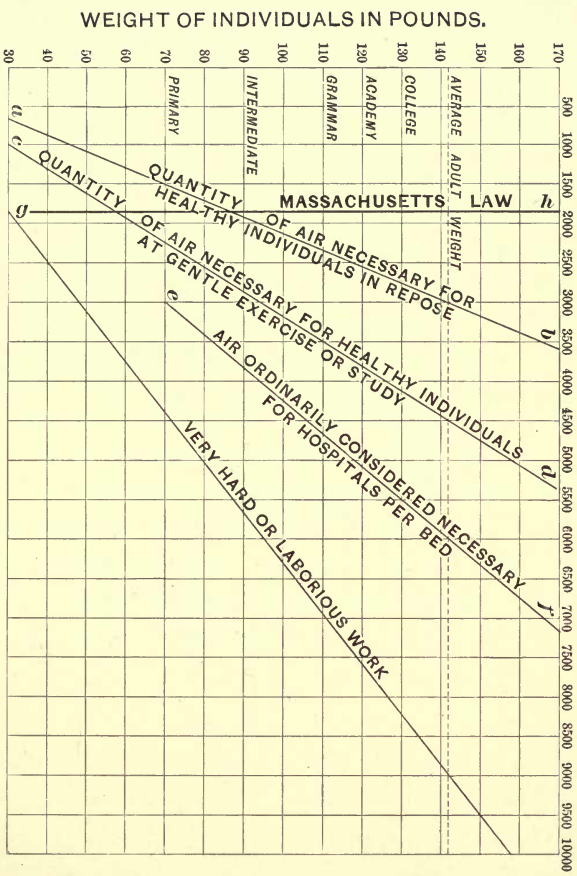 WEIGHT OF INDIVIDUALS IN POUNDS.
30 40 50 60 70 80 90 100 110 120 130 140 150 160 170
500
1000
1500
2000
2500
3000
3500
4000
4500
5000
5500
6000
6500
7000
7500
8000
8500
9000
9500
10000
PRIMARY
INTERMEDIATE
GRAMMAR
ACADEMY
COLLEGE
AVERAGE ADULT WEIGHT
a
QUANTITY OF AIR NECESSARY FOR
HEALTHY INDIVIDUALS IN REPOSE
b
g
MASSACHUSETTS LAW
h
c
QUANTITY OF AIR NECESSARY FOR HEALTHY INDIVIDUALS
AT GENTLE EXERCISE OR STUDY
d
e
AIR ORDINARILY CONSIDERED NECESSARY
FOR HOSPITALS PER BED
f
VERY HARD OR LABORIOUS WORK